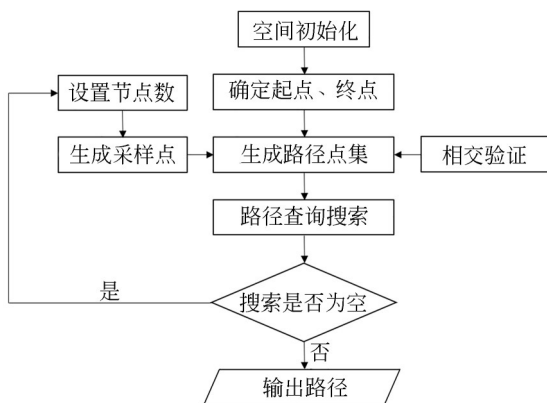 空间初始化
设置节点数
确定起点、终点
生成采样点
生成路径点集
相交验证
路径查询搜索
搜索是否为空
是
否
输出路径